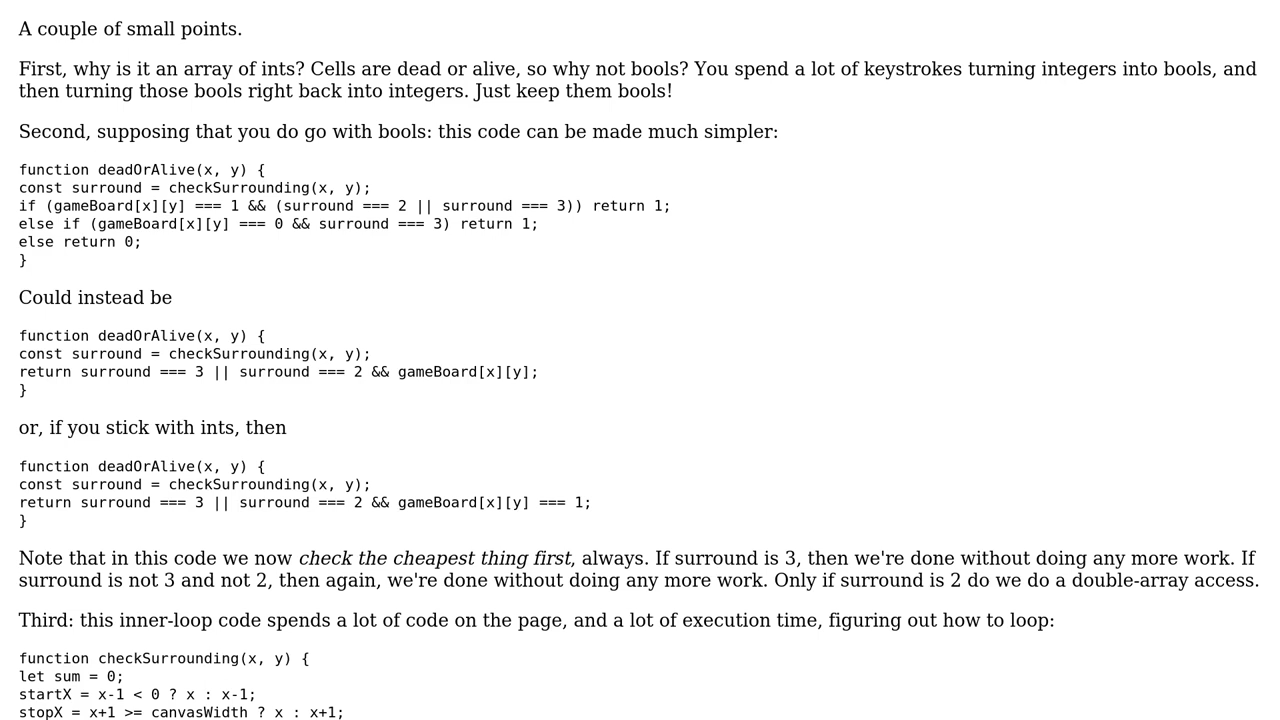 A couple of small points.
First, why is it an array of ints? Cells are dead or alive, so why not bools? You spend a lot of keystrokes turning integers into bools, and
then turning those bools right back into integers. Just keep them bools!
Second, supposing that you do go with bools: this code can be made much simpler:
function deadOrAlive(x, y) {
const surround = checkSurrounding(x, y);
if (gameBoard[x][y] === 1 && (surround === 2 || surround === 3)) return 1;
else if (gameBoard[x][y] === 0 && surround === 3) return 1;
else return 0;
}
Could instead be
function deadOrAlive(x, y) {
const surround = checkSurrounding(x, y);
return surround === 3 || surround === 2 && gameBoard[x][y];
}
or, if you stick with ints, then
function deadOrAlive(x, y) {
const surround = checkSurrounding(x, y);
return surround === 3 || surround === 2 && gameBoard[x][y] === 1;
}
Note that in this code we now check the cheapest thing first, always. If surround is 3, then we're done without doing any more work. If
surround is not 3 and not 2, then again, we're done without doing any more work. Only if surround is 2 do we do a double-array access.
Third: this inner-loop code spends a lot of code on the page, and a lot of execution time, figuring out how to loop:
function checkSurrounding(x, y) {
let sum = 0;
startX = x-1 < 0 ? x : x-1;
stopX = x+1 >= canvasWidth ? x : x+1;